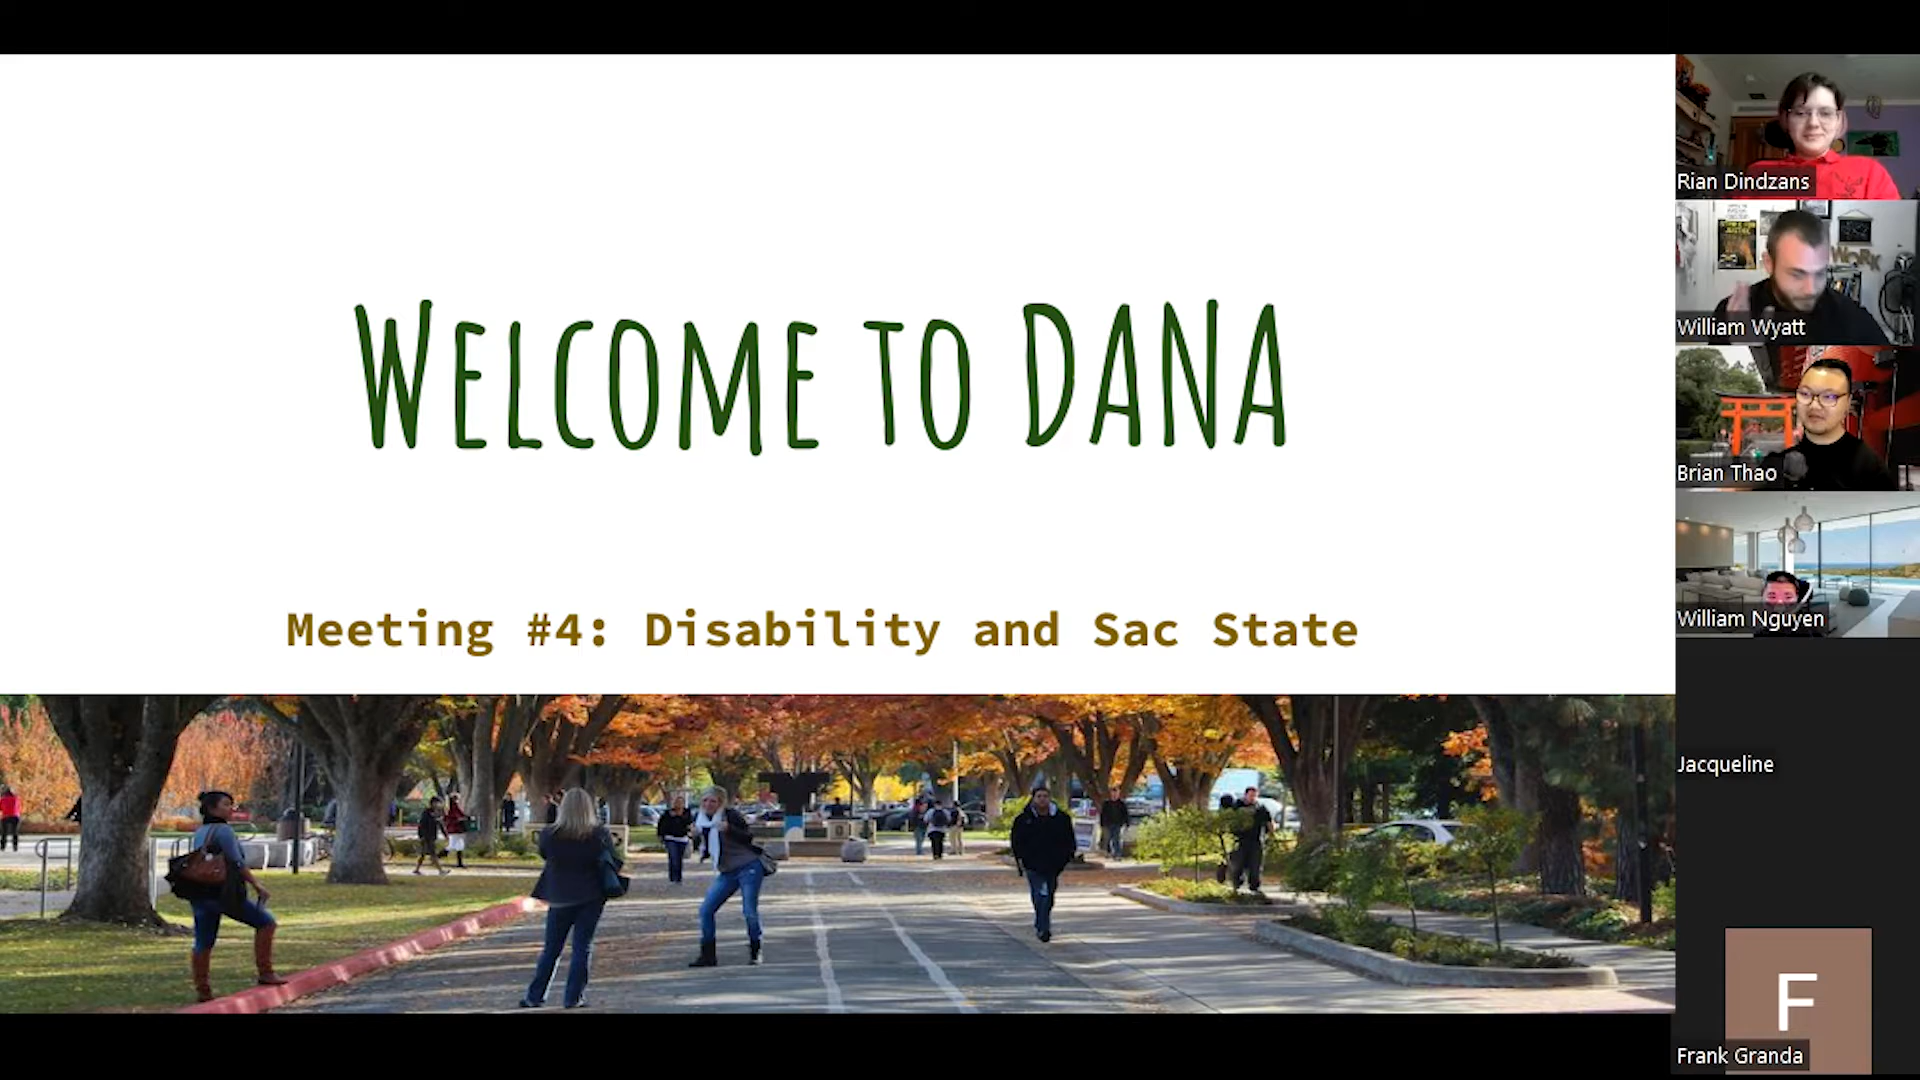 WELCOME TO DANA
Meeting #4: Disability and Sac State
Rian Dindzans
William Wyatt
WORK
Brian Thao
William Nguyen
Jacqueline
F
Frank Granda